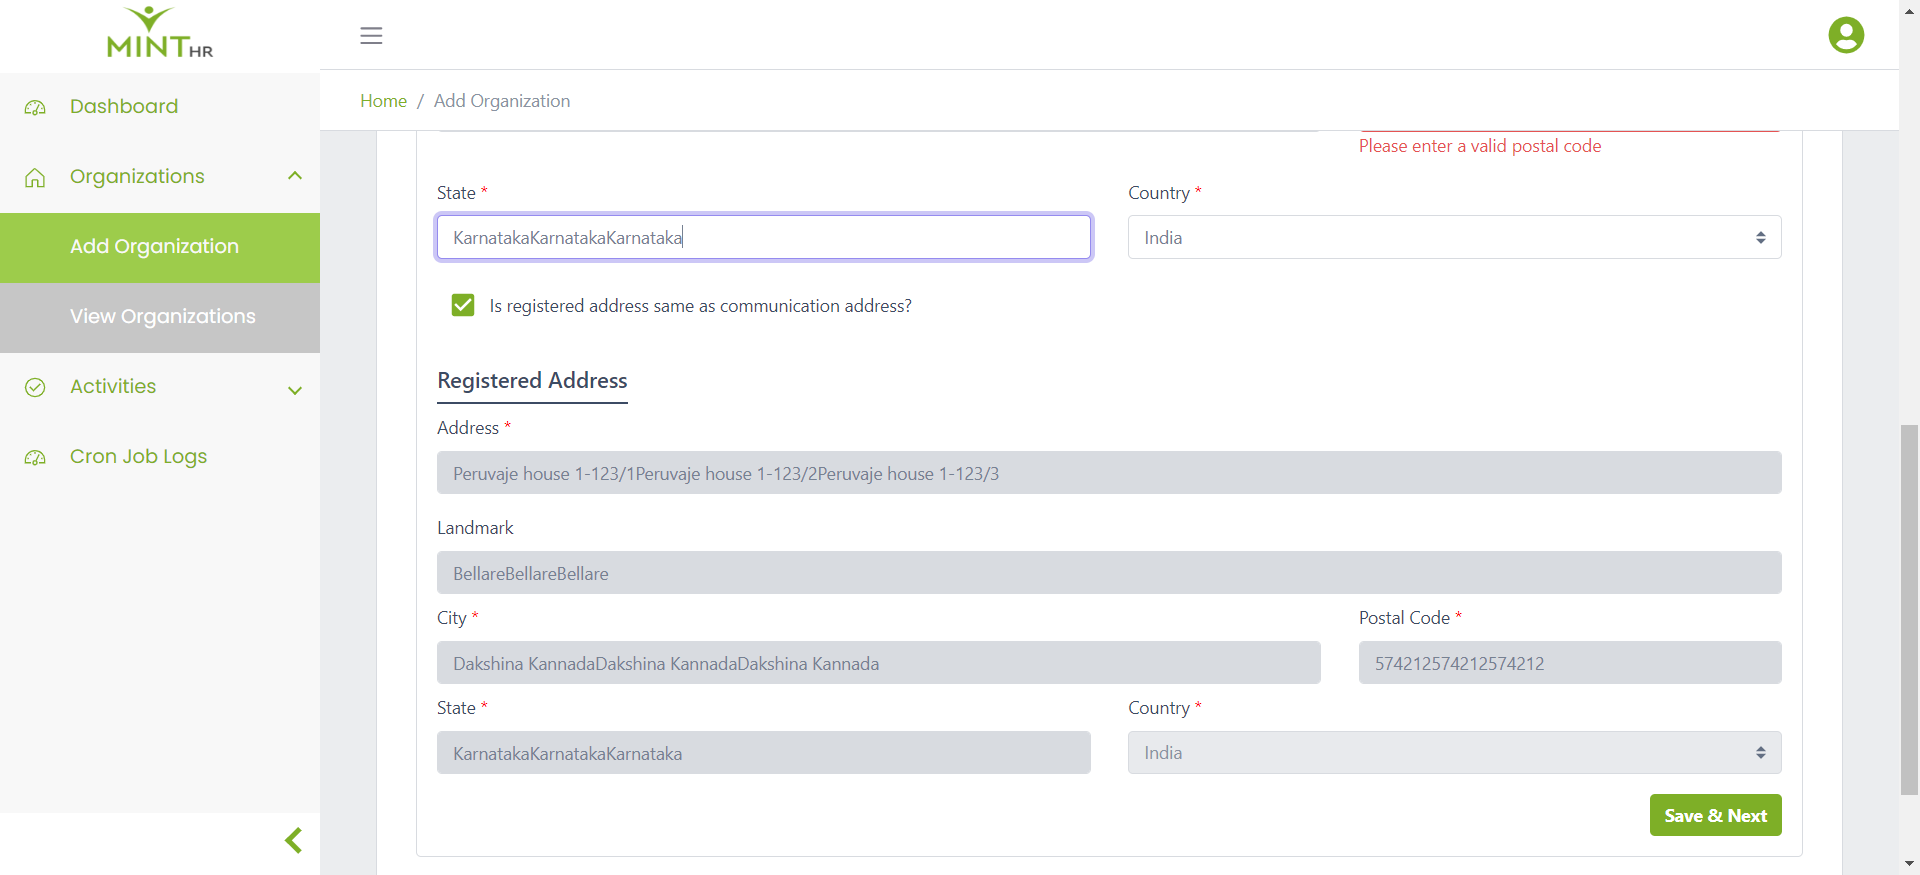 MINT HR
Dashboard
Organizations
Add Organization
View Organizations
Activities
Cron Job Logs
Home / Add Organization
Please enter a valid postal code
State * Country *
KarnatakaKarnatakaKarnataka India
Is registered address same as communication address?
Registered Address
Address *
Peruvaje house 1-123/1Peruvaje house 1-123/2Peruvaje house 1-123/3
Landmark
BellareBellareBellare
City * Postal Code *
Dakshina KannadaDakshina KannadaDakshina Kannada 574212574212574212
State * Country *
KarnatakaKarnatakaKarnataka India
Save & Next